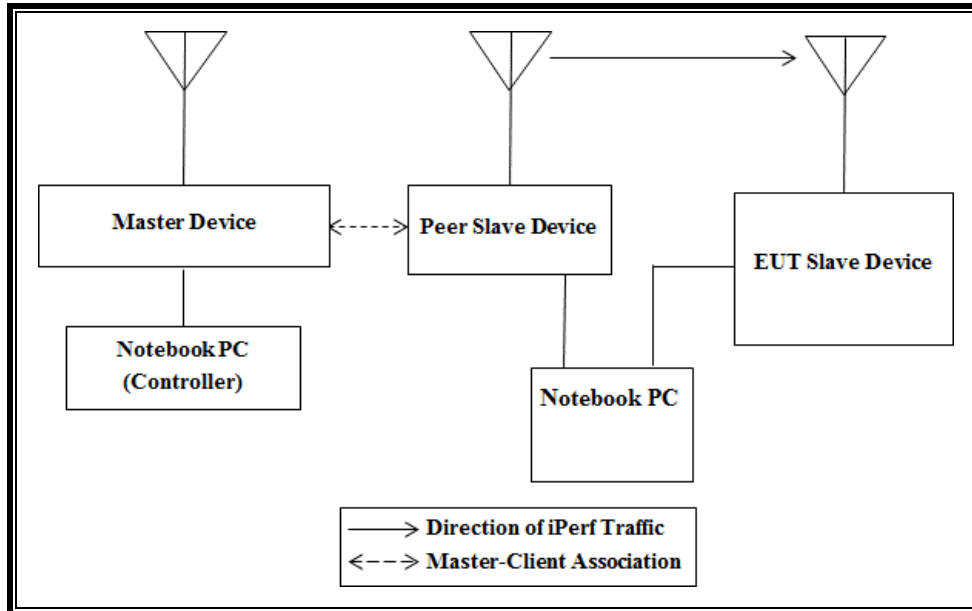 Master Device
Peer Slave Device
EUT Slave Device
Notebook PC
(Controller)
Notebook PC
Direction of iPerf Traffic
Master-Client Association